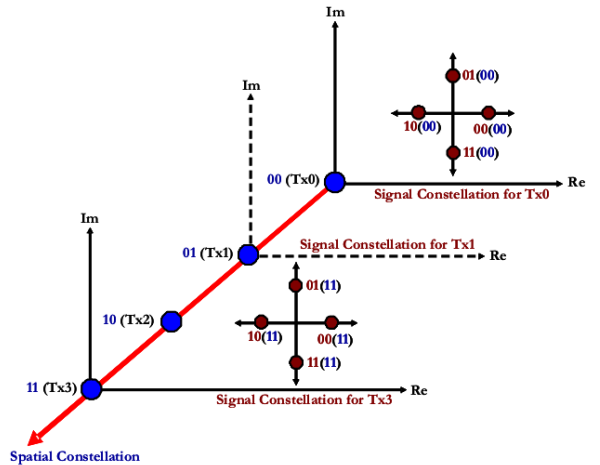 Im
01(00)
10(00)
00(00)
11(00)
00 (Tx0)
Re
Signal Constellation for Tx0
Im
01 (Tx1)
Signal Constellation for Tx1
Re
Im
01(11)
10(11)
00(11)
11(11)
10 (Tx2)
11 (Tx3)
Re
Signal Constellation for Tx3
Spatial Constellation